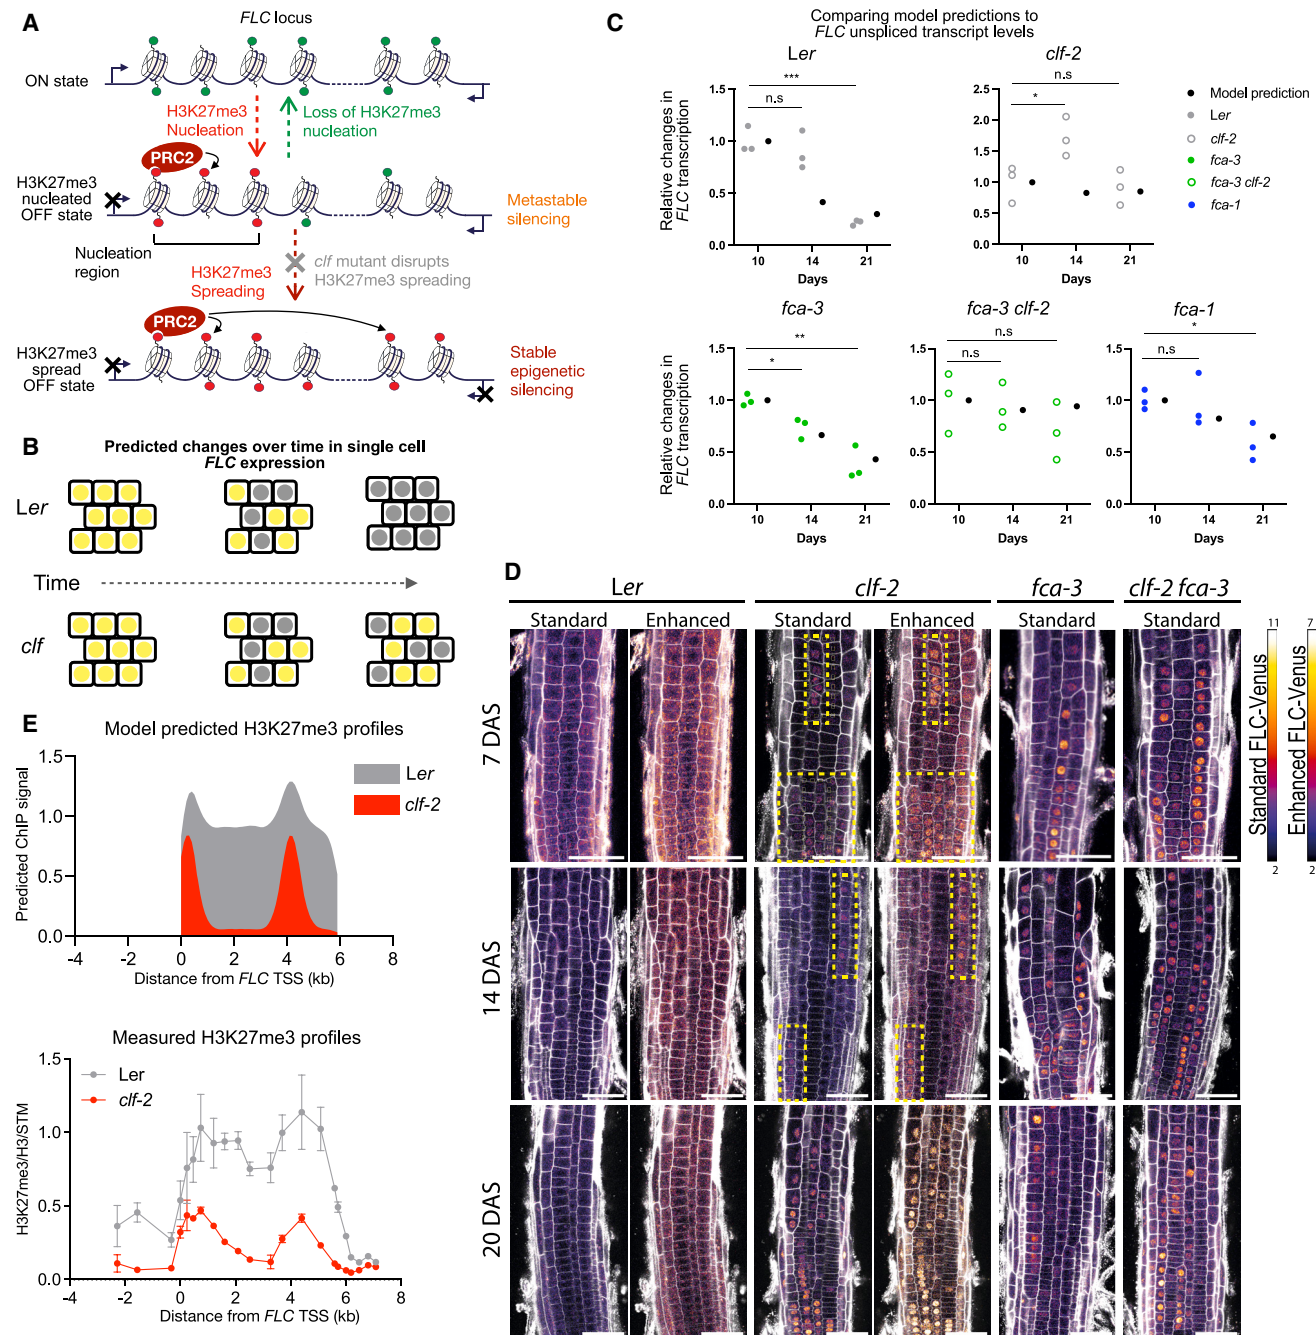 A
FLC locus
ON state
H3K27me3
Nucleation
Loss of H3K27me3
nucleation
PRC2
H3K27me3
nucleated
OFF state
Metastable
silencing
Nucleation
region
H3K27me3
Spreading
clf mutant disrupts
H3K27me3 spreading
PRC2
H3K27me3
spread
OFF state
Stable
epigenetic
silencing
B
Predicted changes over time in single cell
FLC expression
Ler
Time
clf
C
Comparing model predictions to
FLC unspliced transcript levels
Ler
Relative changes in
FLC transcription
1.5
1.0
0.5
0.0
***
n.s
10 14 21
Days
clf-2
2.5
2.0
1.5
1.0
0.5
0.0
n.s
*
10 14 21
Days
Model prediction
Ler
clf-2
fca-3
fca-3 clf-2
fca-1
fca-3
Relative changes in
FLC transcription
1.5
1.0
0.5
0.0
**
*
10 14 21
Days
fca-3 clf-2
1.5
1.0
0.5
0.0
n.s
n.s
10 14 21
Days
fca-1
1.5
1.0
0.5
0.0
*
n.s
10 14 21
Days
D
Ler clf-2 fca-3 clf-2 fca-3
Standard Enhanced Standard Enhanced Standard Standard
7 DAS
14 DAS
20 DAS
11
Standard FLC-Venus
2
7
Enhanced FLC-Venus
2
E
Model predicted H3K27me3 profiles
Predicted ChIP signal
1.5
1.0
0.5
0.0
Ler
clf-2
-4 -2 0 2 4 6 8
Distance from FLC TSS (kb)
Measured H3K27me3 profiles
H3K27me3/H3/STM
1.5
1.0
0.5
0.0
Ler
clf-2
-4 -2 0 2 4 6 8
Distance from FLC TSS (kb)